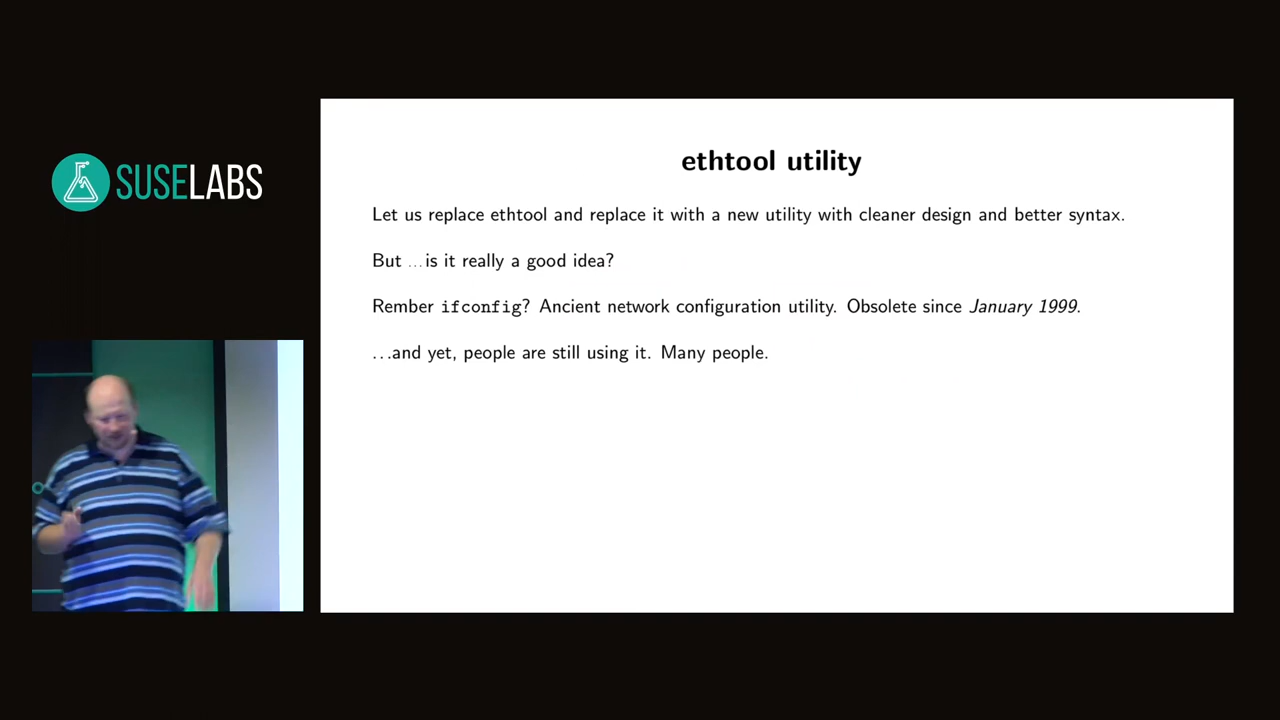 SUSELABS
ethtool utility
Let us replace ethtool and replace it with a new utility with cleaner design and better syntax.
But ...is it really a good idea?
Rember ifconfig? Ancient network configuration utility. Obsolete since January 1999.
...and yet, people are still using it. Many people.